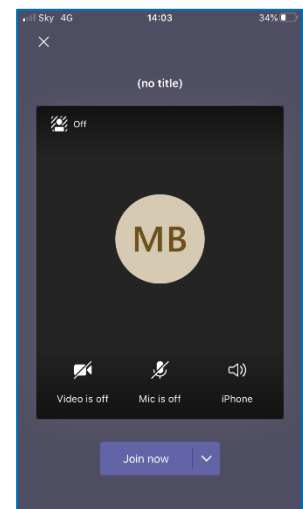 Sky 4G 14:03 34%
(no title)
Off
MB
Video is off Mic is off iPhone
Join now